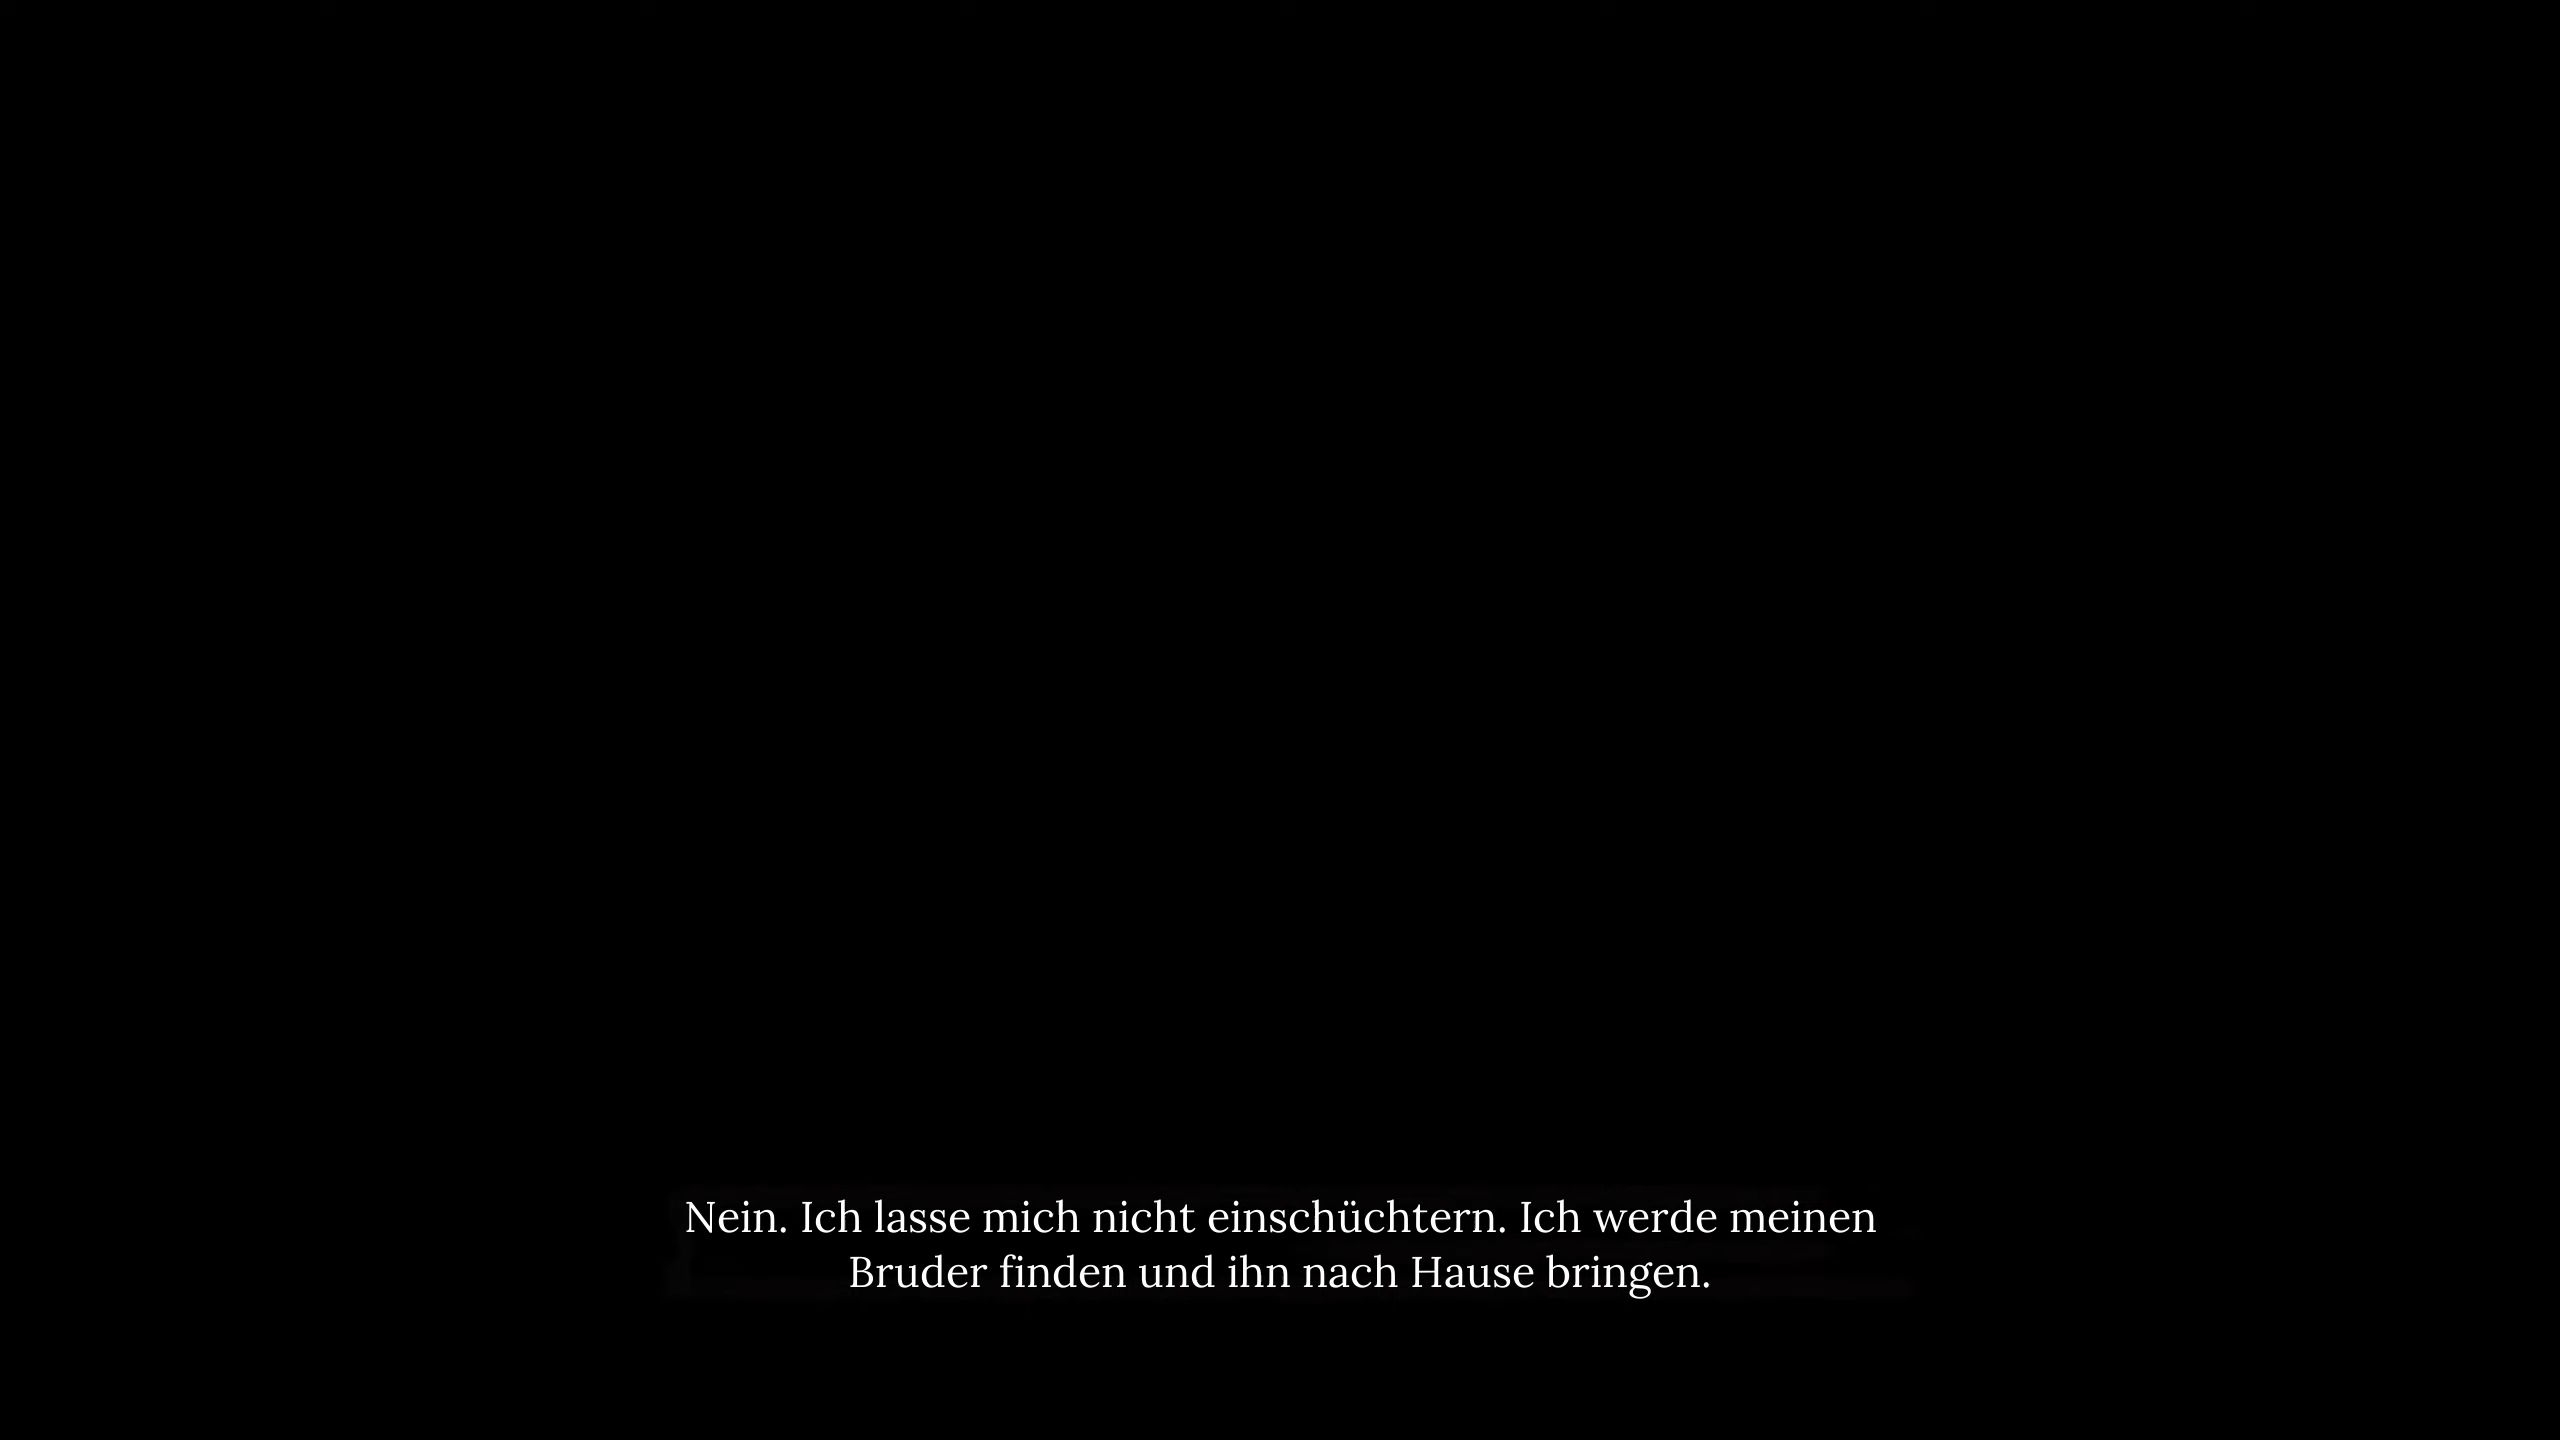 Nein. Ich lasse mich nicht einschüchtern. Ich werde meinen
Bruder finden und ihn nach Hause bringen.